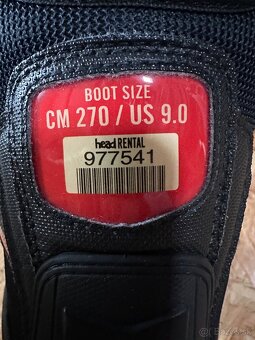 BOOT SIZE
CM 270 / US 9.0
head RENTAL
977541